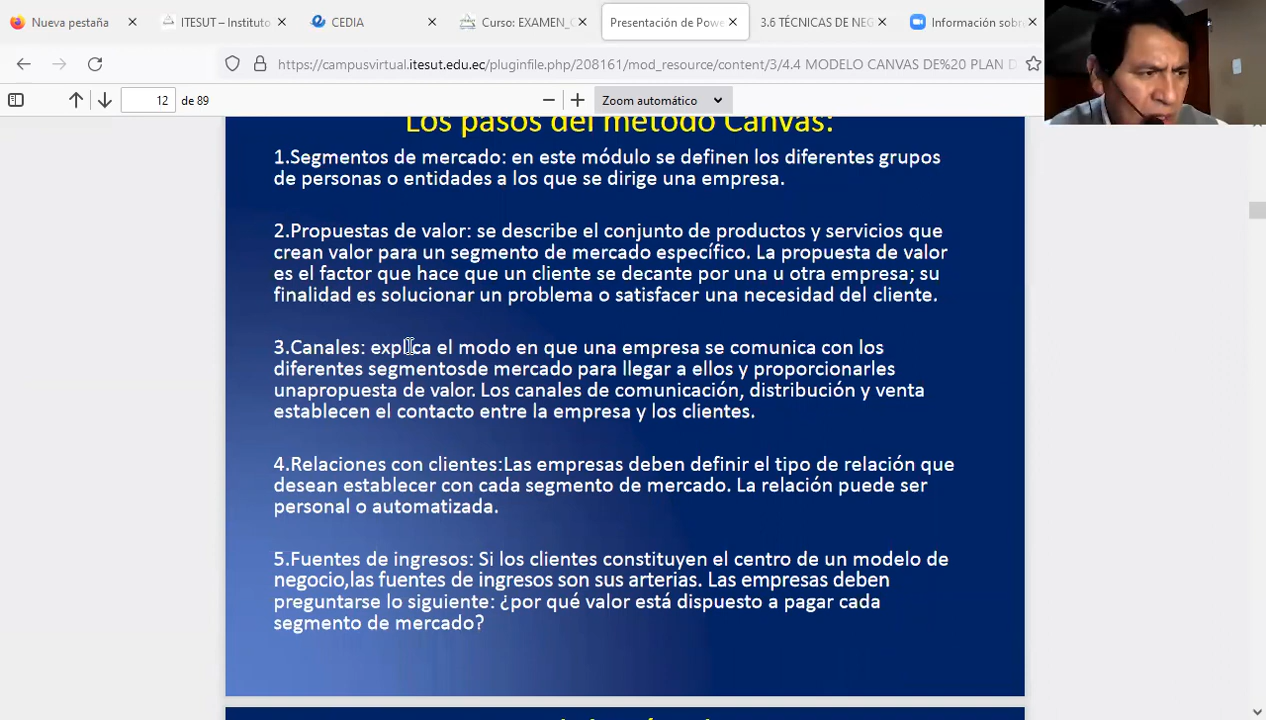 Nueva pestaña
ITESUT – Instituto
CEDIA
Curso: EXAMEN_C
Presentación de Powe
3.6 TÉCNICAS DE NEG
Información sobr
https://campusvirtual.itesut.edu.ec/pluginfile.php/208161/mod_resource/content/3/4.4 MODELO CANVAS DE%20 PLAN D
12 de 89
Zoom automático
Los pasos del método Canvas:
1.Segmentos de mercado: en este módulo se definen los diferentes grupos
de personas o entidades a los que se dirige una empresa.
2.Propuestas de valor: se describe el conjunto de productos y servicios que
crean valor para un segmento de mercado específico. La propuesta de valor
es el factor que hace que un cliente se decante por una u otra empresa; su
finalidad es solucionar un problema o satisfacer una necesidad del cliente.
3.Canales: explica el modo en que una empresa se comunica con los
diferentes segmentosde mercado para llegar a ellos y proporcionarles
unapropuesta de valor. Los canales de comunicación, distribución y venta
establecen el contacto entre la empresa y los clientes.
4.Relaciones con clientes:Las empresas deben definir el tipo de relación que
desean establecer con cada segmento de mercado. La relación puede ser
personal o automatizada.
5.Fuentes de ingresos: Si los clientes constituyen el centro de un modelo de
negocio,las fuentes de ingresos son sus arterias. Las empresas deben
preguntarse lo siguiente: ¿por qué valor está dispuesto a pagar cada
segmento de mercado?